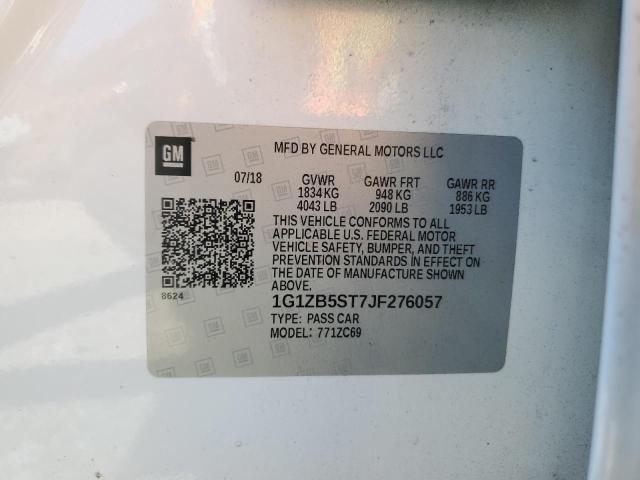 GM
MFD BY GENERAL MOTORS LLC
07/18 GVWR GAWR FRT GAWR RR
1834 KG 948 KG 886 KG
4043 LB 2090 LB 1953 LB
THIS VEHICLE CONFORMS TO ALL
APPLICABLE U.S. FEDERAL MOTOR
VEHICLE SAFETY, BUMPER, AND THEFT
PREVENTION STANDARDS IN EFFECT ON
THE DATE OF MANUFACTURE SHOWN
ABOVE.
8624
1G1ZB5ST7JF276057
TYPE: PASS CAR
MODEL: 771ZC69